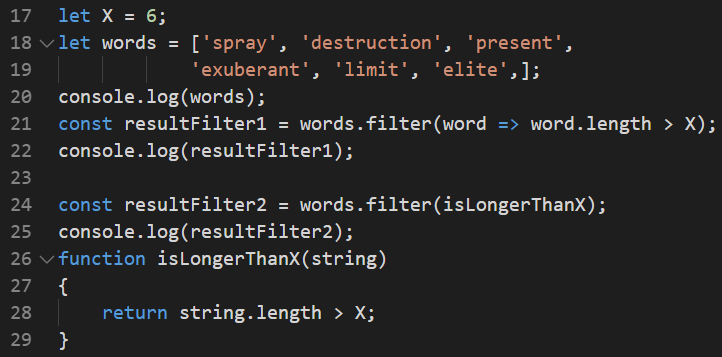 17 let X = 6;
18 let words = ['spray', 'destruction', 'present',
19 'exuberant', 'limit', 'elite',];
20 console.log(words);
21 const resultFilter1 = words.filter(word => word.length > X);
22 console.log(resultFilter1);
23
24 const resultFilter2 = words.filter(isLongerThanX);
25 console.log(resultFilter2);
26 function isLongerThanX(string)
27 {
28 return string.length > X;
29 }